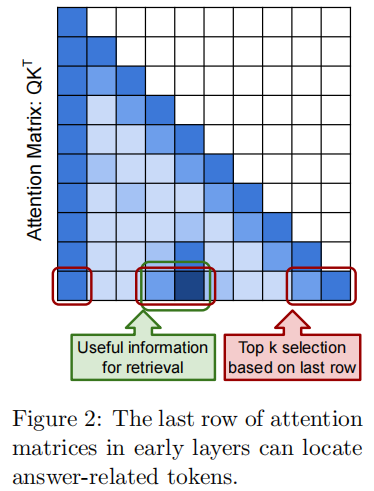 Attention Matrix: QK^T
Useful information
for retrieval
Top k selection
based on last row
Figure 2: The last row of attention
matrices in early layers can locate
answer-related tokens.